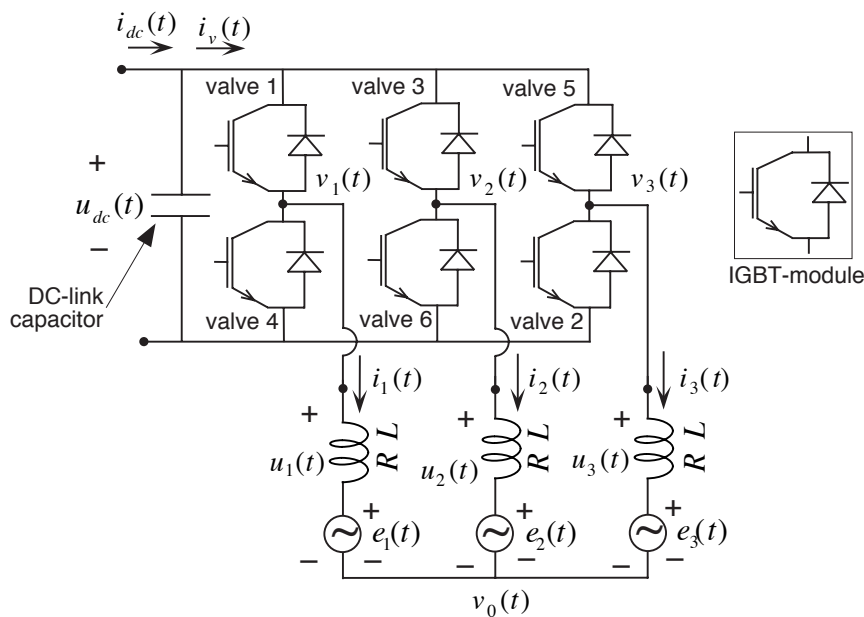 i_dc(t) i_v(t)
valve 1 valve 3 valve 5
+
u_dc(t)
−
v_1(t) v_2(t) v_3(t)
IGBT-module
DC-link
capacitor
valve 4 valve 6 valve 2
i_1(t) i_2(t) i_3(t)
+ + +
u_1(t) R L u_2(t) R L u_3(t) R L
+ + +
~ e_1(t) ~ e_2(t) ~ e_3(t)
− − − − − −
v_0(t)